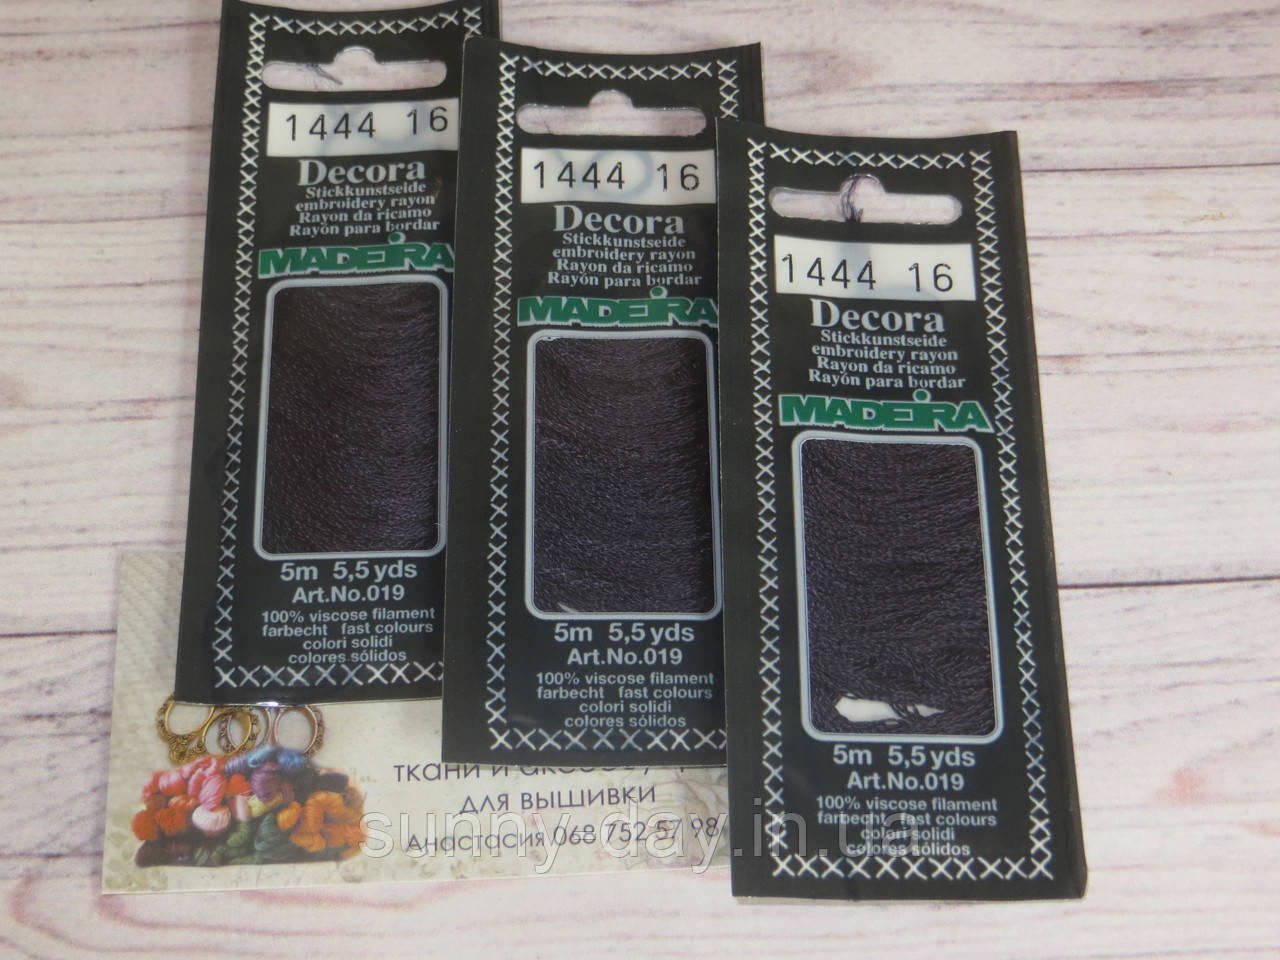 1444 16
Decora
Stickkunstseide
embroidery rayon
Rayon da ricamo
Rayón para bordar
MADEIRA
5m 5,5 yds
Art.No.019
100% viscose filament
farbecht fast colours
colori solidi
colores sólidos
1444 16
Decora
Stickkunstseide
embroidery rayon
Rayon da ricamo
Rayón para bordar
MADEIRA
5m 5,5 yds
Art.No.019
100% viscose filament
farbecht fast colours
colori solidi
colores sólidos
1444 16
Decora
Stickkunstseide
embroidery rayon
Rayon da ricamo
Rayón para bordar
MADEIRA
5m 5,5 yds
Art.No.019
100% viscose filament
farbecht fast colours
colori solidi
colores sólidos
ткани и
для вышивки
Анастасия 068 752 57 98
sunny-day.in.ua